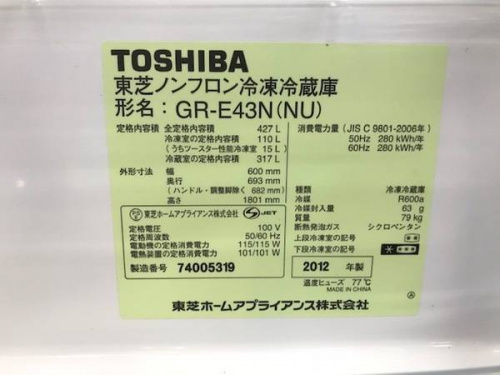 TOSHIBA
東芝ノンフロン冷凍冷蔵庫
形名：GR-E43N(NU)
定格内容積 全定格内容積 427 L
冷凍室の定格内容積 110 L
(うちツースター性能冷凍室 15 L)
冷蔵室の定格内容積 317 L
外形寸法 幅 600 mm
奥行 693 mm
(ハンドル・調整脚除く 682 mm)
高さ 1801 mm
東芝ホームアプライアンス株式会社 S JET
定格電圧 100 V
定格周波数 50/60 Hz
電動機の定格消費電力 115/115 W
電熱装置の定格消費電力 101/101 W
製造番号 74005319
消費電力量 (JIS C 9801-2006年)
50Hz 280 kWh/年
60Hz 280 kWh/年
種類 冷凍冷蔵庫
冷媒 R600a
冷媒封入量 63 g
質量 79 kg
断熱発泡ガス シクロペンタン
上段冷凍室の記号
下段冷凍室の記号
2012 年製
温度ヒューズ 77℃
MADE IN CHINA
東芝ホームアプライアンス株式会社 Ⓐ